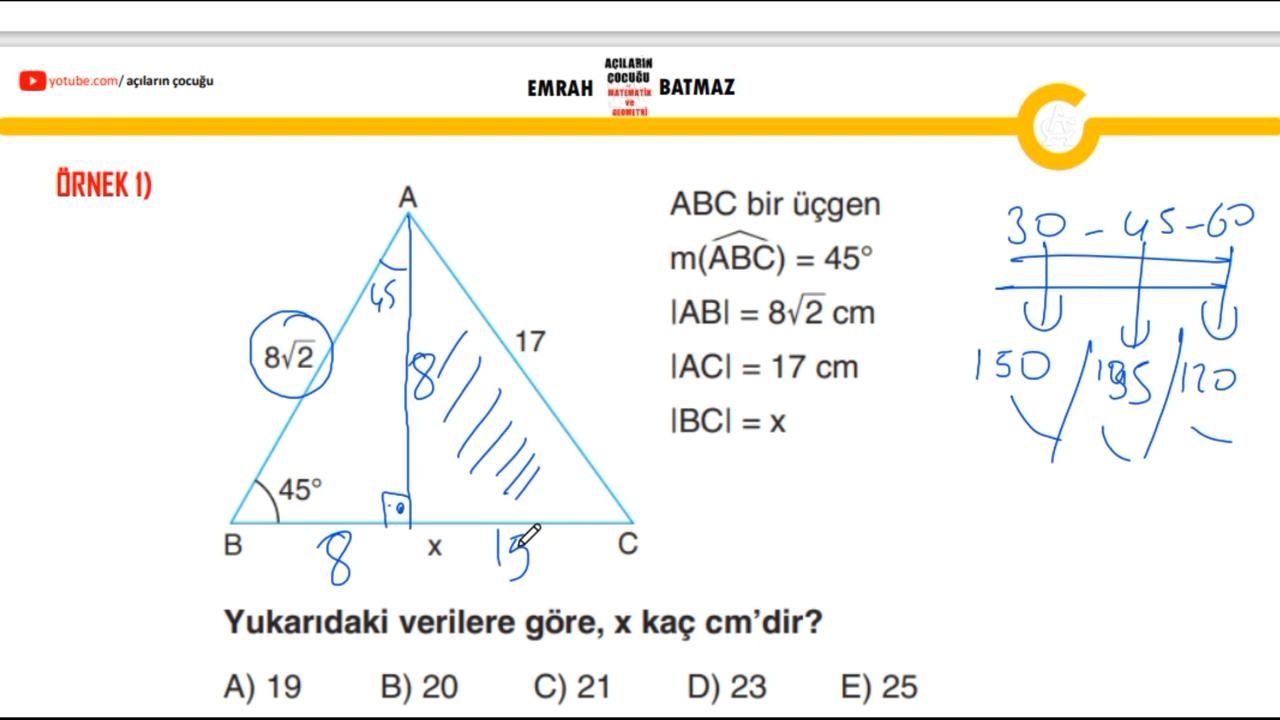 yotube.com/ açıların çocuğu
EMRAH
AÇILARIN
ÇOCUĞU
MATEMATİK
ve
GEOMETRİ
BATMAZ
ÖRNEK 1)
A
45
8√2
8
17
45°
B
8
x
15
C
ABC bir üçgen
m(ABC) = 45°
|AB| = 8√2 cm
|AC| = 17 cm
|BC| = x
30 - 45 - 60
150 / 135 / 120
Yukarıdaki verilere göre, x kaç cm'dir?
A) 19 B) 20 C) 21 D) 23 E) 25